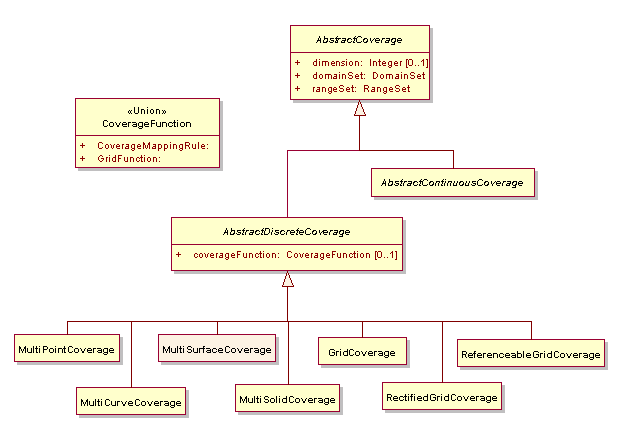 AbstractCoverage
+ dimension: Integer [0..1]
+ domainSet: DomainSet
+ rangeSet: RangeSet
«Union»
CoverageFunction
+ CoverageMappingRule:
+ GridFunction:
AbstractContinuousCoverage
AbstractDiscreteCoverage
+ coverageFunction: CoverageFunction [0..1]
MultiPointCoverage
MultiSurfaceCoverage
GridCoverage
ReferenceableGridCoverage
MultiCurveCoverage
MultiSolidCoverage
RectifiedGridCoverage